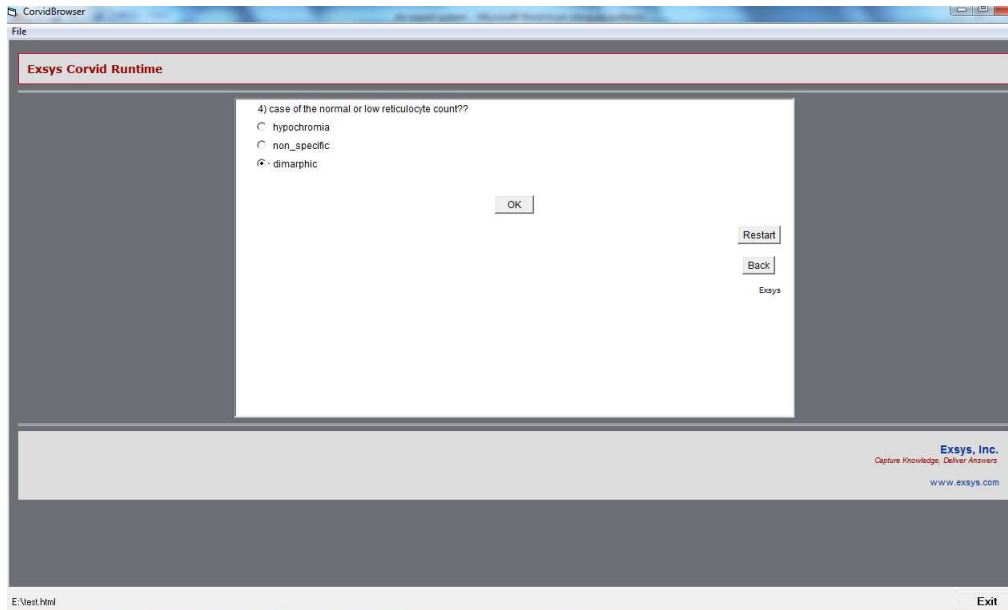 CorvidBrowser
File
Exsys Corvid Runtime
4) case of the normal or low reticulocyte count??
hypochromia
non_specific
dimarphic
OK
Restart
Back
Exsys
Exsys, Inc.
Capture Knowledge, Deliver Answers
www.exsys.com
E:\test.html
Exit